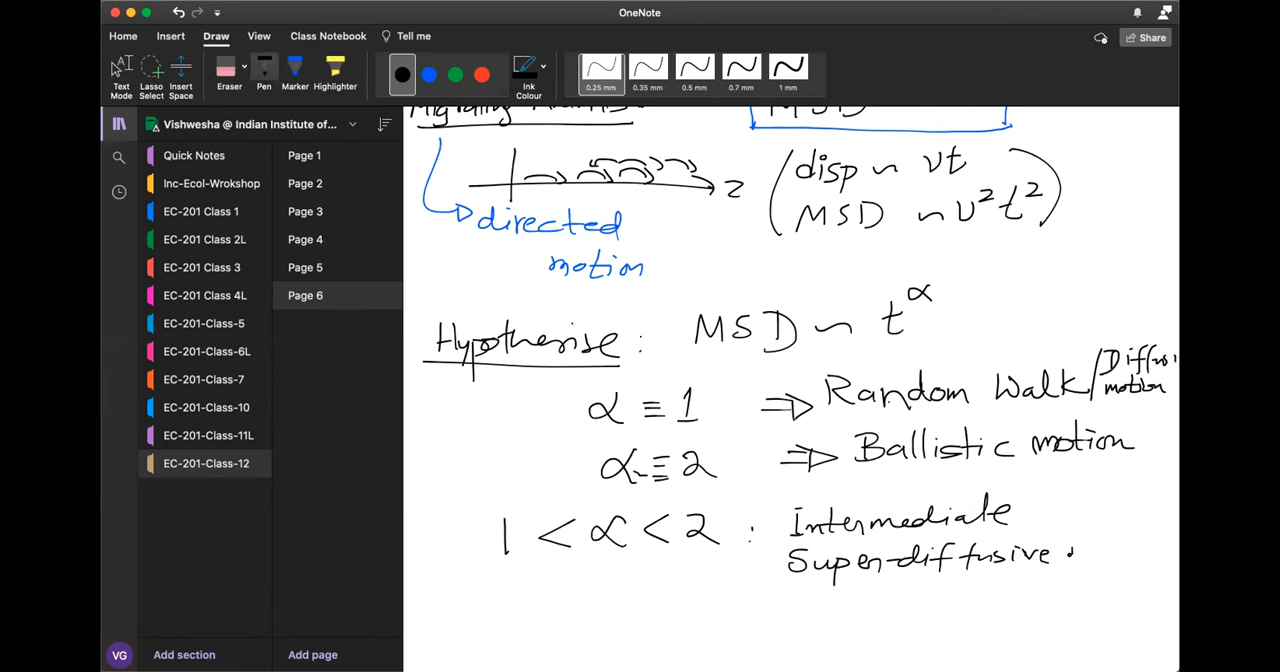 OneNote
Home Insert Draw View Class Notebook Tell me
Share
Text Mode
Lasso Select
Insert Space
Eraser
Pen
Marker
Highlighter
Ink Colour
0.25 mm 0.35 mm 0.5 mm 0.7 mm 1 mm
Vishwesha @ Indian Institute of...
Quick Notes
Inc-Ecol-Wrokshop
EC-201 Class 1
EC-201 Class 2L
EC-201 Class 3
EC-201 Class 4L
EC-201-Class-5
EC-201-Class-6L
EC-201-Class-7
EC-201-Class-10
EC-201-Class-11L
EC-201-Class-12
Page 1
Page 2
Page 3
Page 4
Page 5
Page 6
VG
Add section
Add page
Migrating
MSD
z
(disp ~ vt
MSD ~ v²t²)
directed
motion
Hypothesise : MSD ~ t^α
α ≡ 1 ⇒ Random Walk/
motion
α ≡ 2 ⇒ Ballistic motion
1 < α < 2 : Intermediate
Super-diffusive .